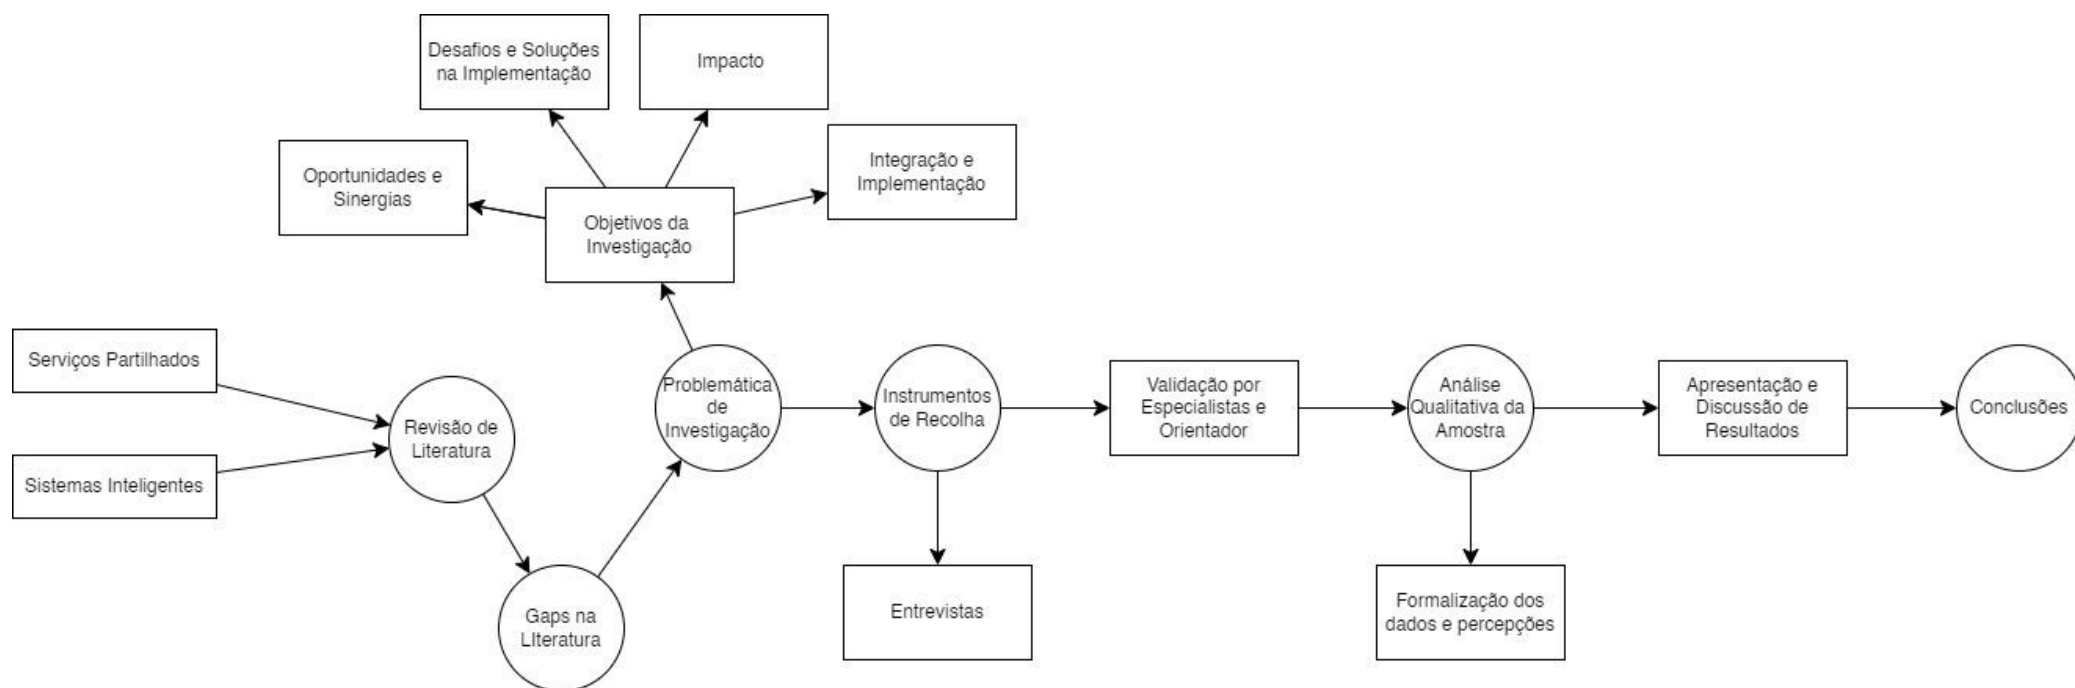 Desafios e Soluções
na Implementação
Impacto
Oportunidades e
Sinergias
Integração e
Implementação
Objetivos da
Investigação
Serviços Partilhados
Sistemas Inteligentes
Revisão de
Literatura
Gaps na
LIteratura
Problemática
de
Investigação
Instrumentos
de Recolha
Entrevistas
Validação por
Especialistas e
Orientador
Análise
Qualitativa da
Amostra
Formalização dos
dados e percepções
Apresentação e
Discussão de
Resultados
Conclusões